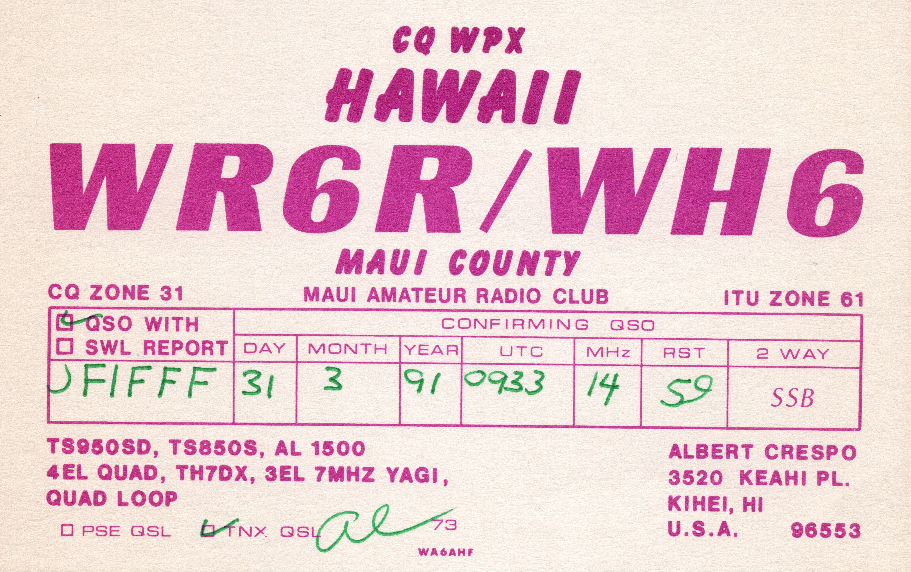 CQ WPX
HAWAII
WR6R/WH6
MAUI COUNTY
CQ ZONE 31 MAUI AMATEUR RADIO CLUB ITU ZONE 61
QSO WITH CONFIRMING QSO
SWL REPORT DAY MONTH YEAR UTC MHz RST 2 WAY
JF1FFF 31 3 91 0933 14 59 SSB
TS950SD, TS850S, AL 1500
4EL QUAD, TH7DX, 3EL 7MHZ YAGI,
QUAD LOOP
ALBERT CRESPO
3520 KEAHI PL.
KIHEI, HI
U.S.A. 96553
PSE QSL TNX QSL Al 73
WA6AHF